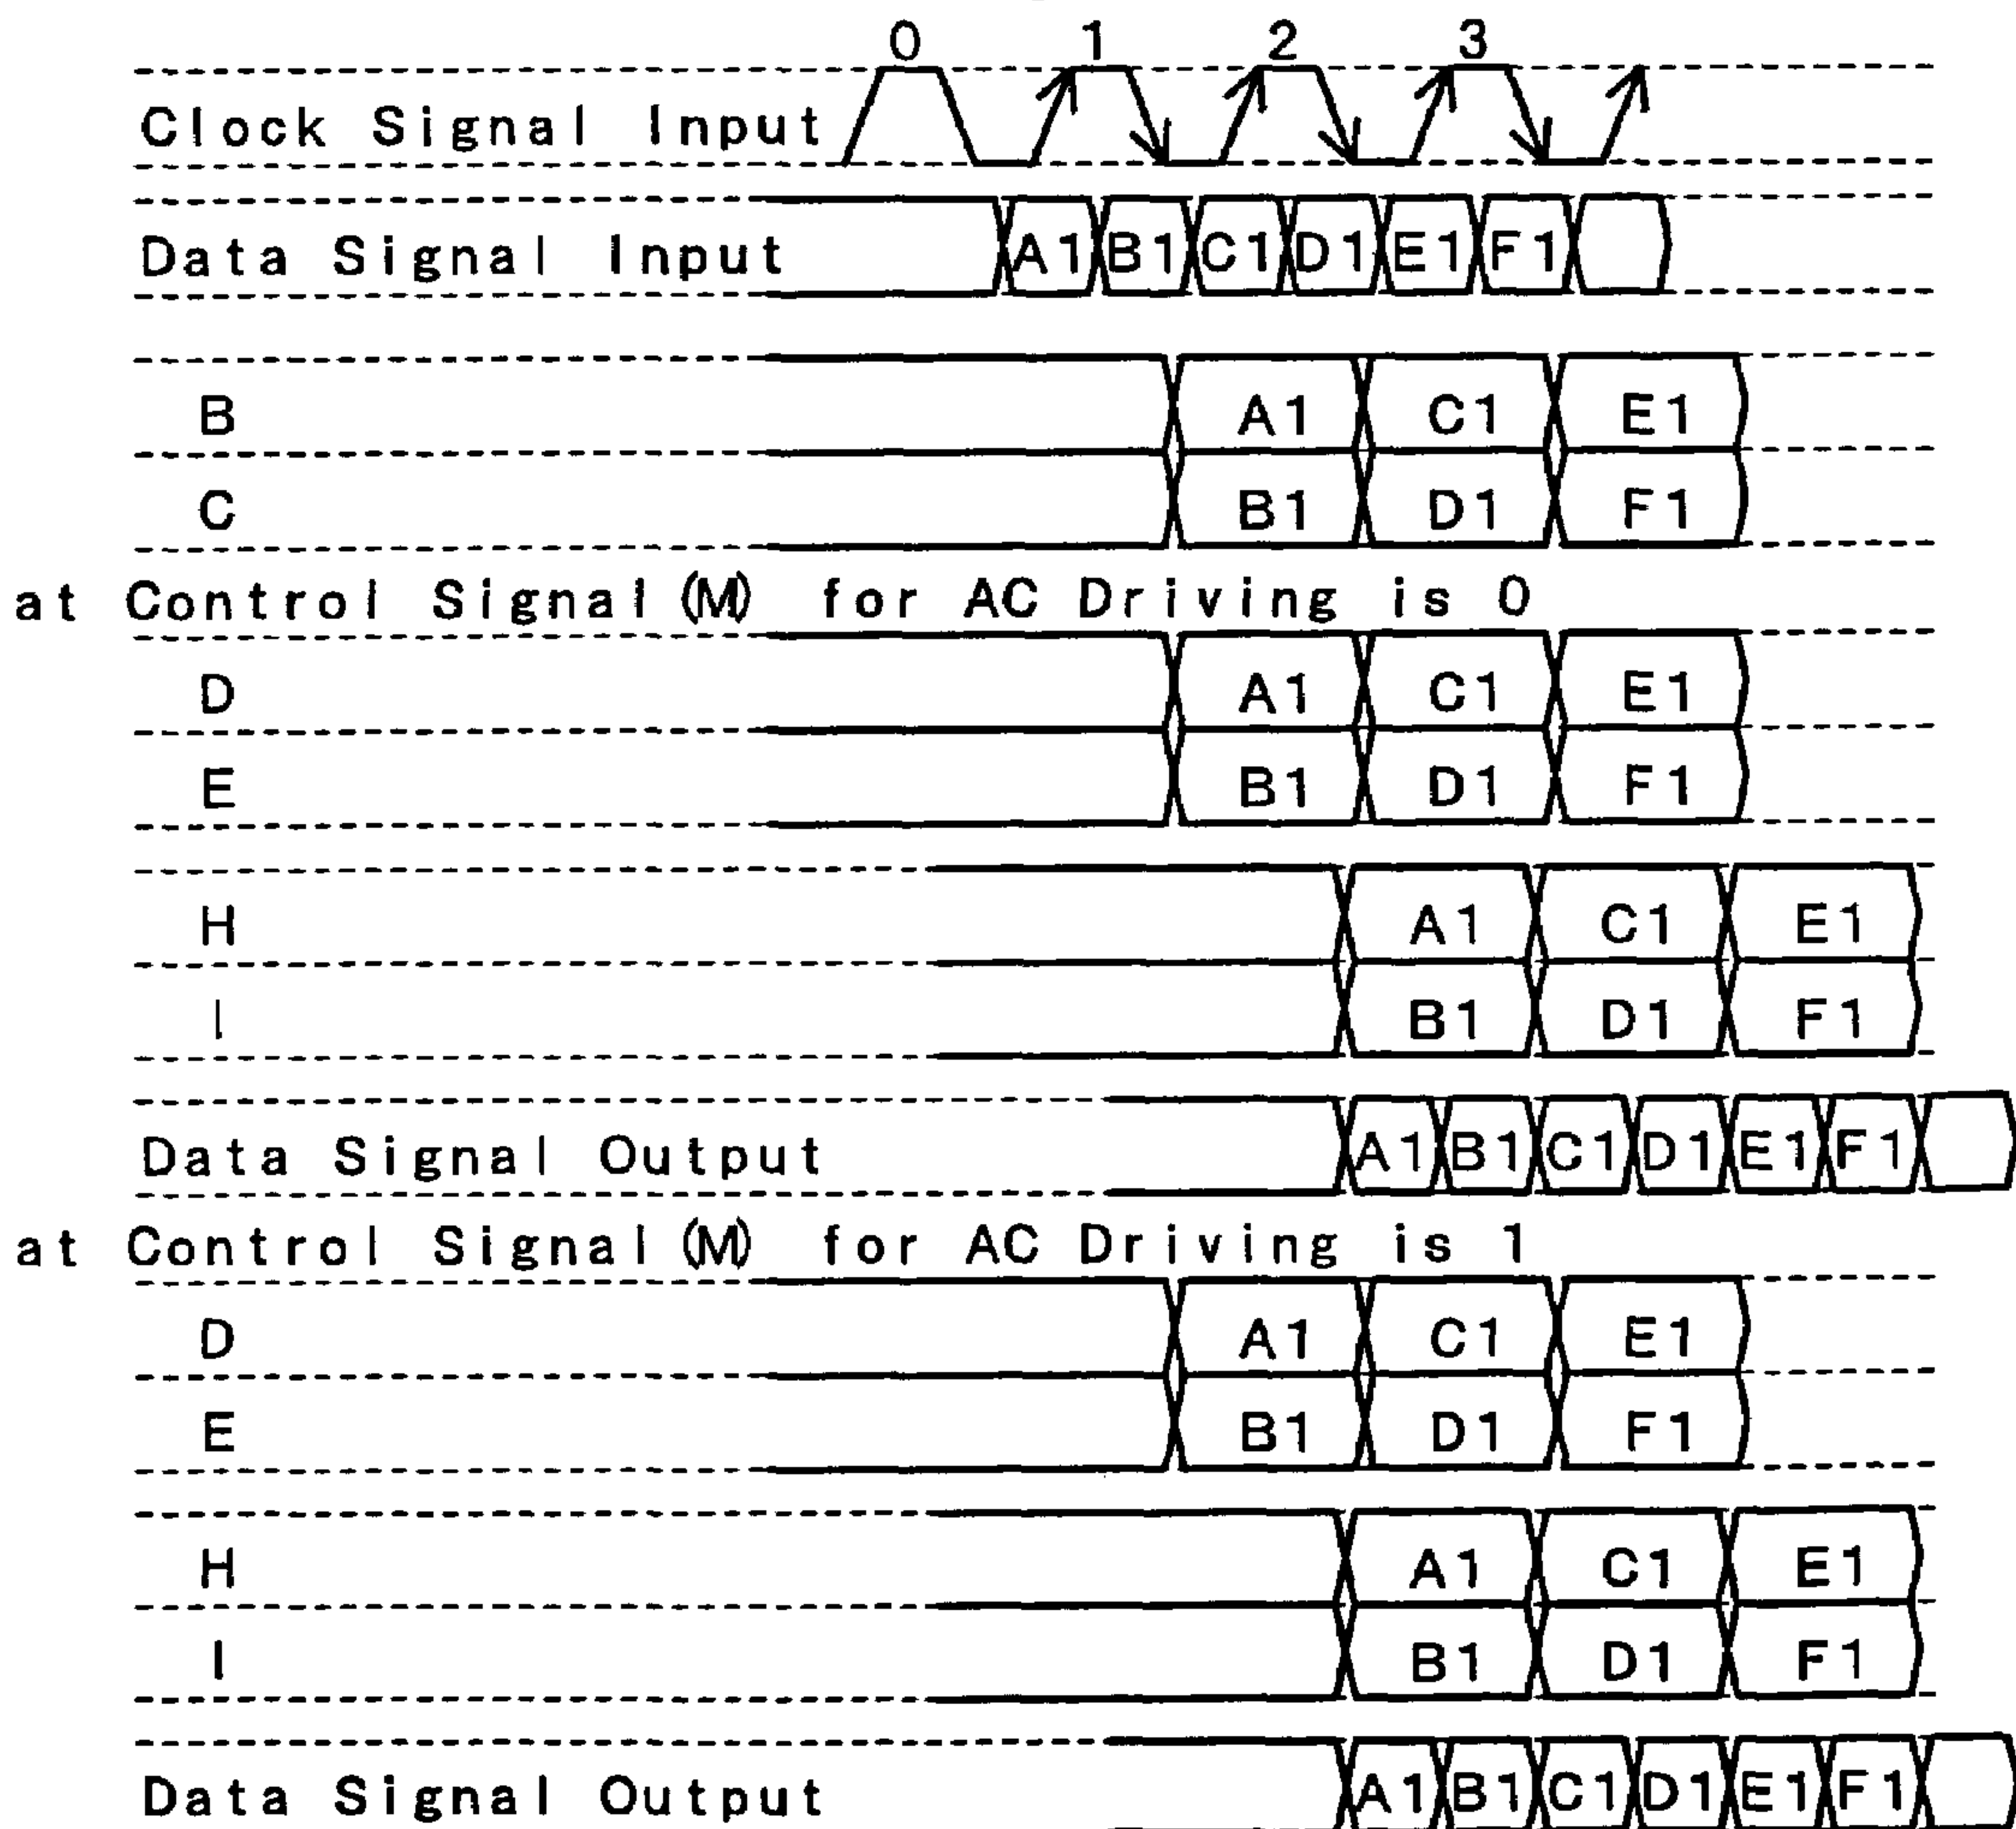 0 1 2 3
Clock Signal Input
Data Signal Input A1 B1 C1 D1 E1 F1
B A1 C1 E1
C B1 D1 F1
at Control Signal(M) for AC Driving is 0
D A1 C1 E1
E B1 D1 F1
H A1 C1 E1
I B1 D1 F1
Data Signal Output A1 B1 C1 D1 E1 F1
at Control Signal(M) for AC Driving is 1
D A1 C1 E1
E B1 D1 F1
H A1 C1 E1
I B1 D1 F1
Data Signal Output A1 B1 C1 D1 E1 F1